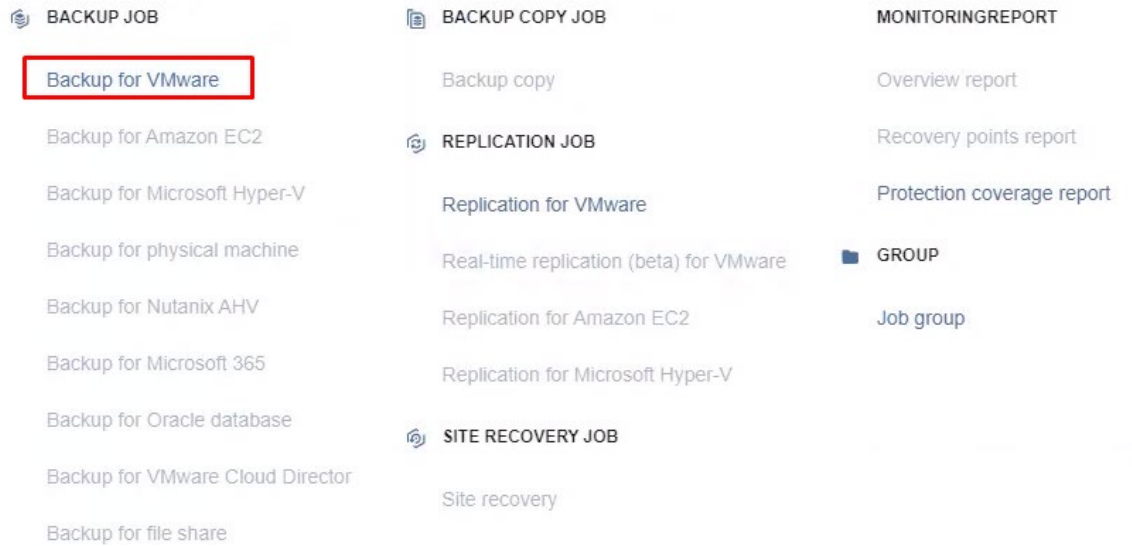 BACKUP JOB
Backup for VMware
Backup for Amazon EC2
Backup for Microsoft Hyper-V
Backup for physical machine
Backup for Nutanix AHV
Backup for Microsoft 365
Backup for Oracle database
Backup for VMware Cloud Director
Backup for file share
BACKUP COPY JOB
Backup copy
REPLICATION JOB
Replication for VMware
Real-time replication (beta) for VMware
Replication for Amazon EC2
Replication for Microsoft Hyper-V
SITE RECOVERY JOB
Site recovery
MONITORINGREPORT
Overview report
Recovery points report
Protection coverage report
GROUP
Job group